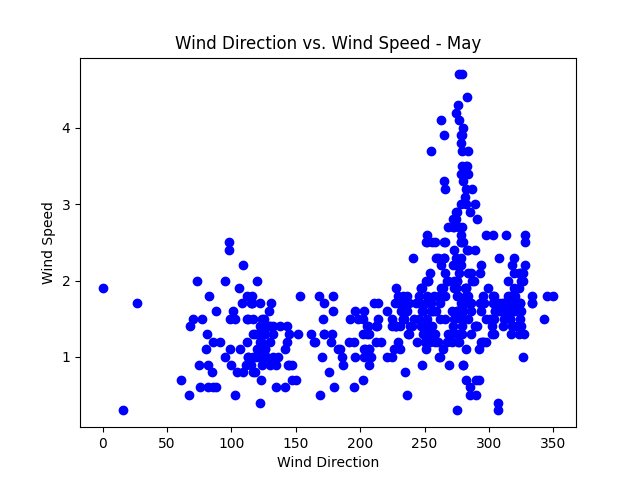 Wind Direction vs. Wind Speed - May
Wind Speed
4
3
2
1
0 50 100 150 200 250 300 350
Wind Direction